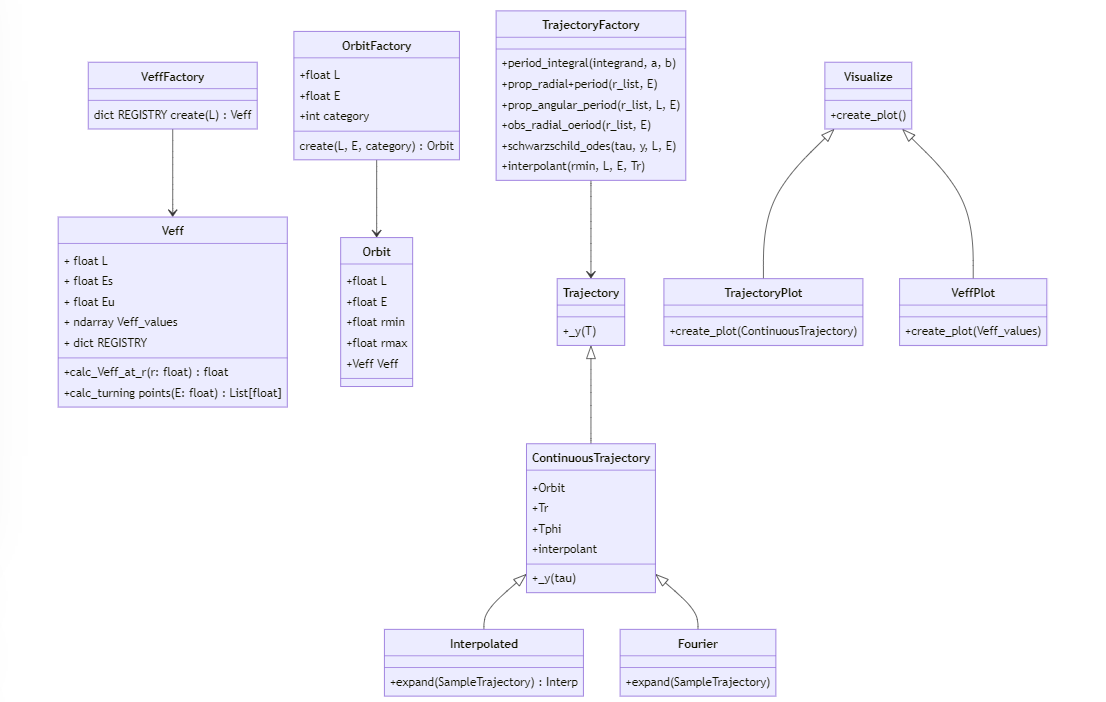 VeffFactory
dict REGISTRY create(L) : Veff
OrbitFactory
+float L
+float E
+int category
create(L, E, category) : Orbit
TrajectoryFactory
+period_integral(integrand, a, b)
+prop_radial+period(r_list, E)
+prop_angular_period(r_list, L, E)
+obs_radial_oeriod(r_list, E)
+schwarzschild_odes(tau, y, L, E)
+interpolant(rmin, L, E, Tr)
Visualize
+create_plot()
Veff
+ float L
+ float Es
+ float Eu
+ ndarray Veff_values
+ dict REGISTRY
+calc_Veff_at_r(r: float) : float
+calc_turning points(E: float) : List[float]
Orbit
+float L
+float E
+float rmin
+float rmax
+Veff Veff
Trajectory
+_y(T)
TrajectoryPlot
+create_plot(ContinuousTrajectory)
VeffPlot
+create_plot(Veff_values)
ContinuousTrajectory
+Orbit
+Tr
+Tphi
+interpolant
+_y(tau)
Interpolated
+expand(SampleTrajectory) : Interp
Fourier
+expand(SampleTrajectory)